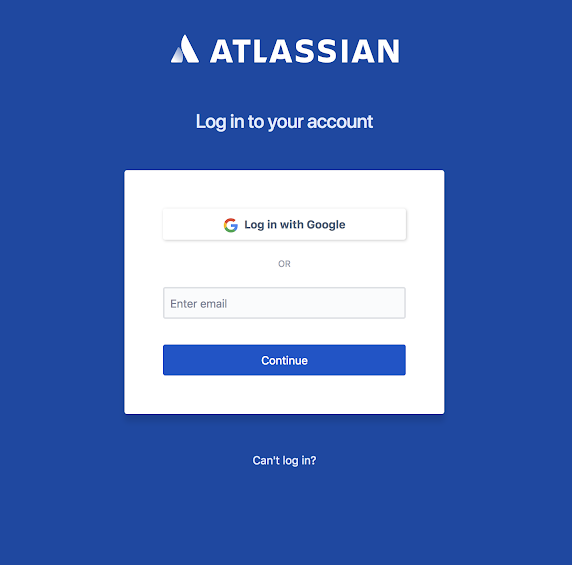 ATLASSIAN
Log in to your account
Log in with Google
OR
Enter email
Continue
Can't log in?